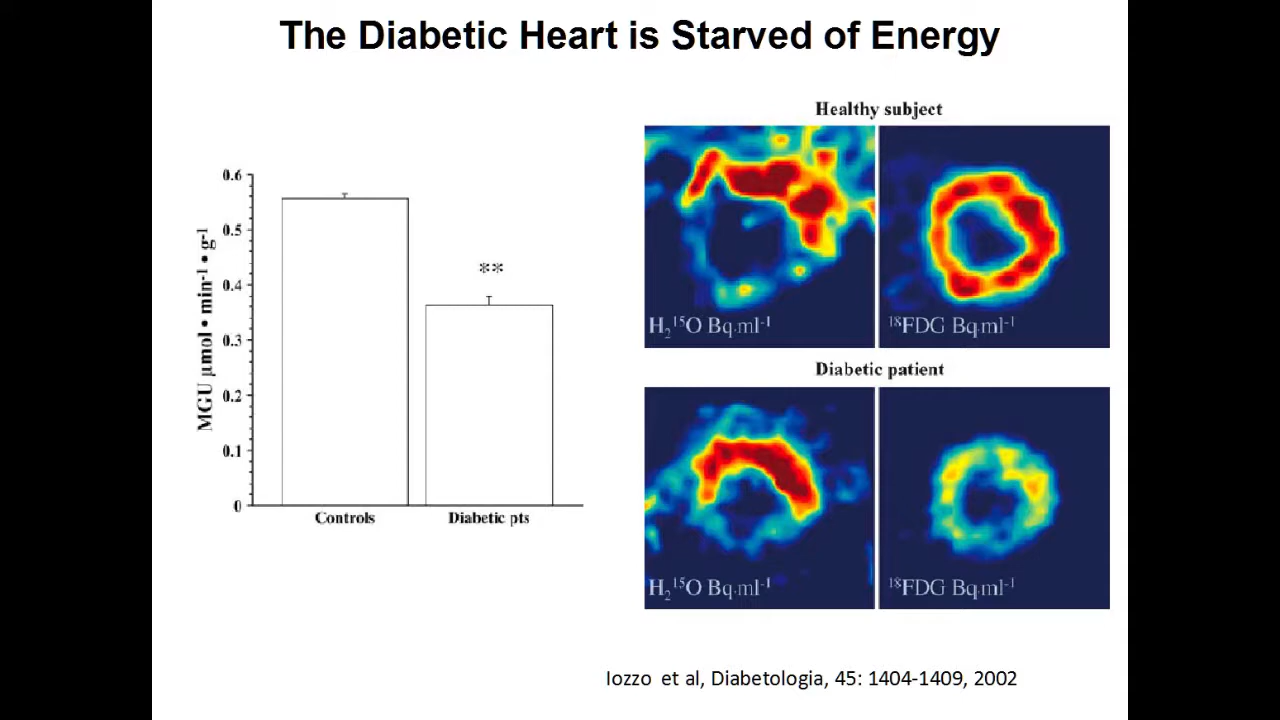 The Diabetic Heart is Starved of Energy
Healthy subject
MGU µmol • min⁻¹ • g⁻¹
0.6
0.5
0.4
0.3
0.2
0.1
0
**
Controls
Diabetic pts
H₂¹⁵O Bq.ml⁻¹
¹⁸FDG Bq.ml⁻¹
Diabetic patient
H₂¹⁵O Bq.ml⁻¹
¹⁸FDG Bq.ml⁻¹
Iozzo et al, Diabetologia, 45: 1404-1409, 2002